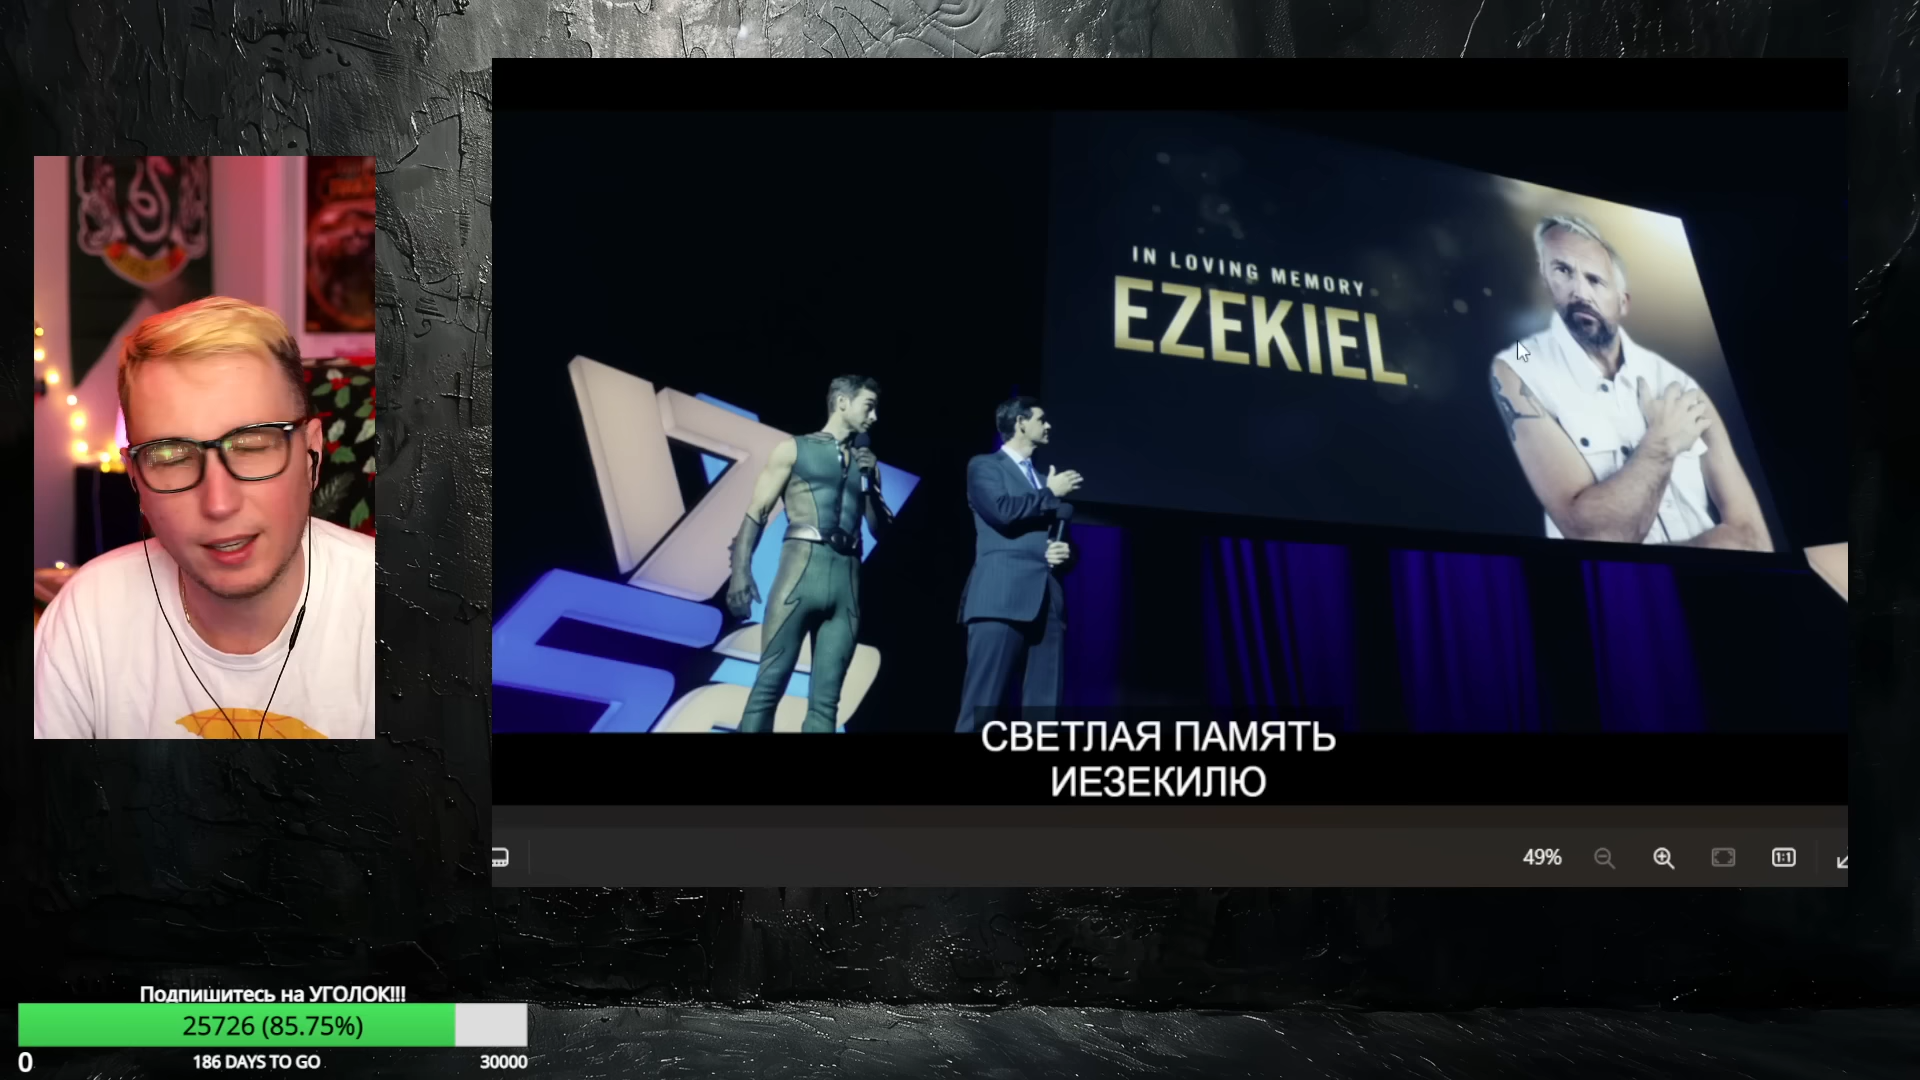 IN LOVING MEMORY
EZEKIEL
СВЕТЛАЯ ПАМЯТЬ
ИЕЗЕКИЛЮ
49%
1:1
Подпишитесь на УГОЛОК!!!
25726 (85.75%)
0
186 DAYS TO GO
30000